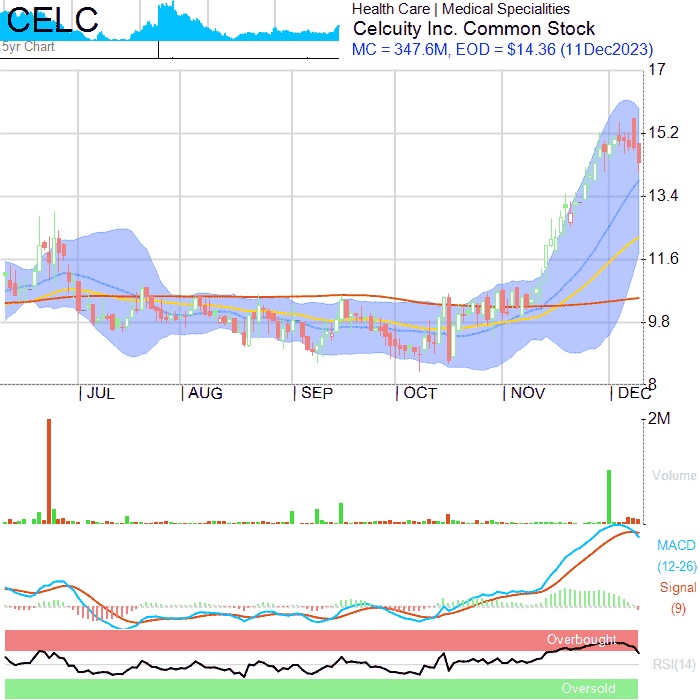 CELC
5yr Chart
Health Care | Medical Specialities
Celcuity Inc. Common Stock
MC = 347.6M, EOD = $14.36 (11Dec2023)
17
15.2
13.4
11.6
9.8
8
JUL AUG SEP OCT NOV DEC
2M
Volume
MACD
(12-26)
Signal
(9)
Overbought
RSI(14)
Oversold